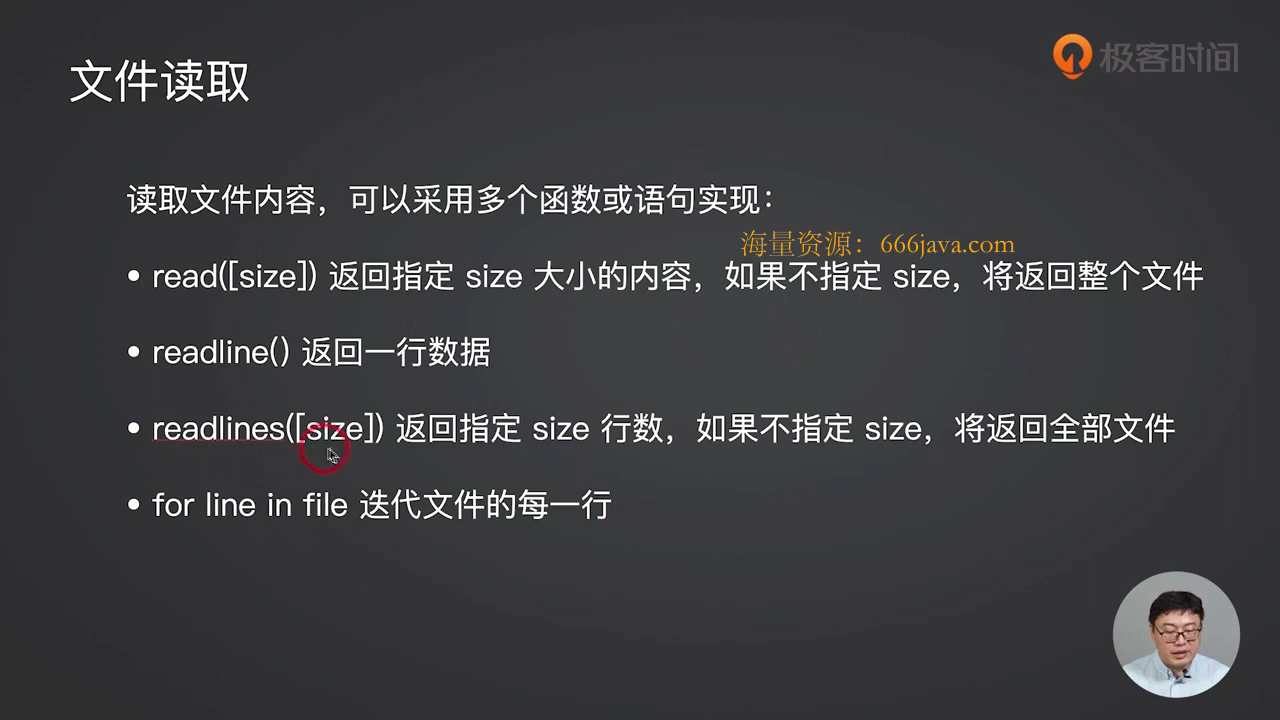 极客时间
文件读取
读取文件内容，可以采用多个函数或语句实现：
海量资源：666java.com
• read([size]) 返回指定 size 大小的内容，如果不指定 size，将返回整个文件
• readline() 返回一行数据
• readlines([size]) 返回指定 size 行数，如果不指定 size，将返回全部文件
• for line in file 迭代文件的每一行